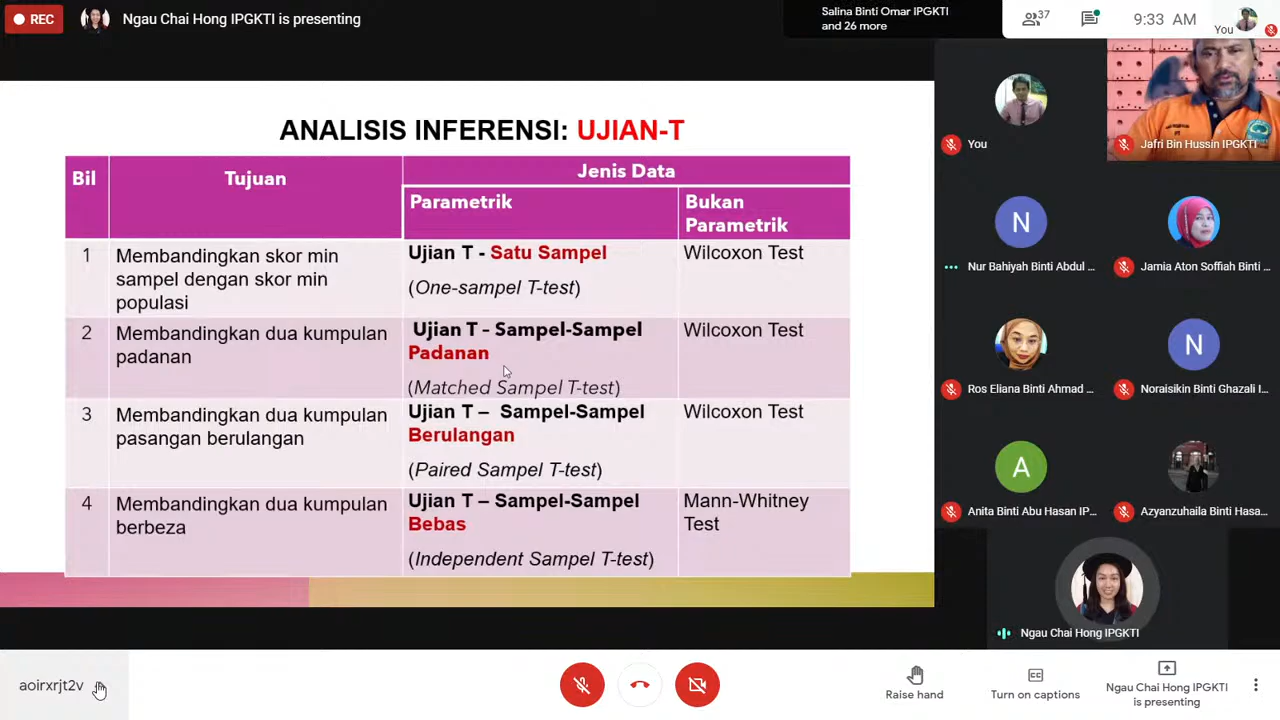 REC
Ngau Chai Hong IPGKTI is presenting
Salina Binti Omar IPGKTI
and 26 more
37
9:33 AM
You
ANALISIS INFERENSI: UJIAN-T
Bil
Tujuan
Jenis Data
Parametrik
Bukan
Parametrik
1
Membandingkan skor min
sampel dengan skor min
populasi
Ujian T - Satu Sampel
(One-sampel T-test)
Wilcoxon Test
2
Membandingkan dua kumpulan
padanan
Ujian T - Sampel-Sampel
Padanan
(Matched Sampel T-test)
Wilcoxon Test
3
Membandingkan dua kumpulan
pasangan berulangan
Ujian T – Sampel-Sampel
Berulangan
(Paired Sampel T-test)
Wilcoxon Test
4
Membandingkan dua kumpulan
berbeza
Ujian T – Sampel-Sampel
Bebas
(Independent Sampel T-test)
Mann-Whitney
Test
You
Jafri Bin Hussin IPGKTI
N
Nur Bahiyah Binti Abdul ...
Jamia Aton Soffiah Binti ...
Ros Eliana Binti Ahmad ...
N
Noraisikin Binti Ghazali I...
A
Anita Binti Abu Hasan IP...
Azyanzuhaila Binti Hasa...
Ngau Chai Hong IPGKTI
aoirxrjt2v
Raise hand
Turn on captions
Ngau Chai Hong IPGKTI
is presenting